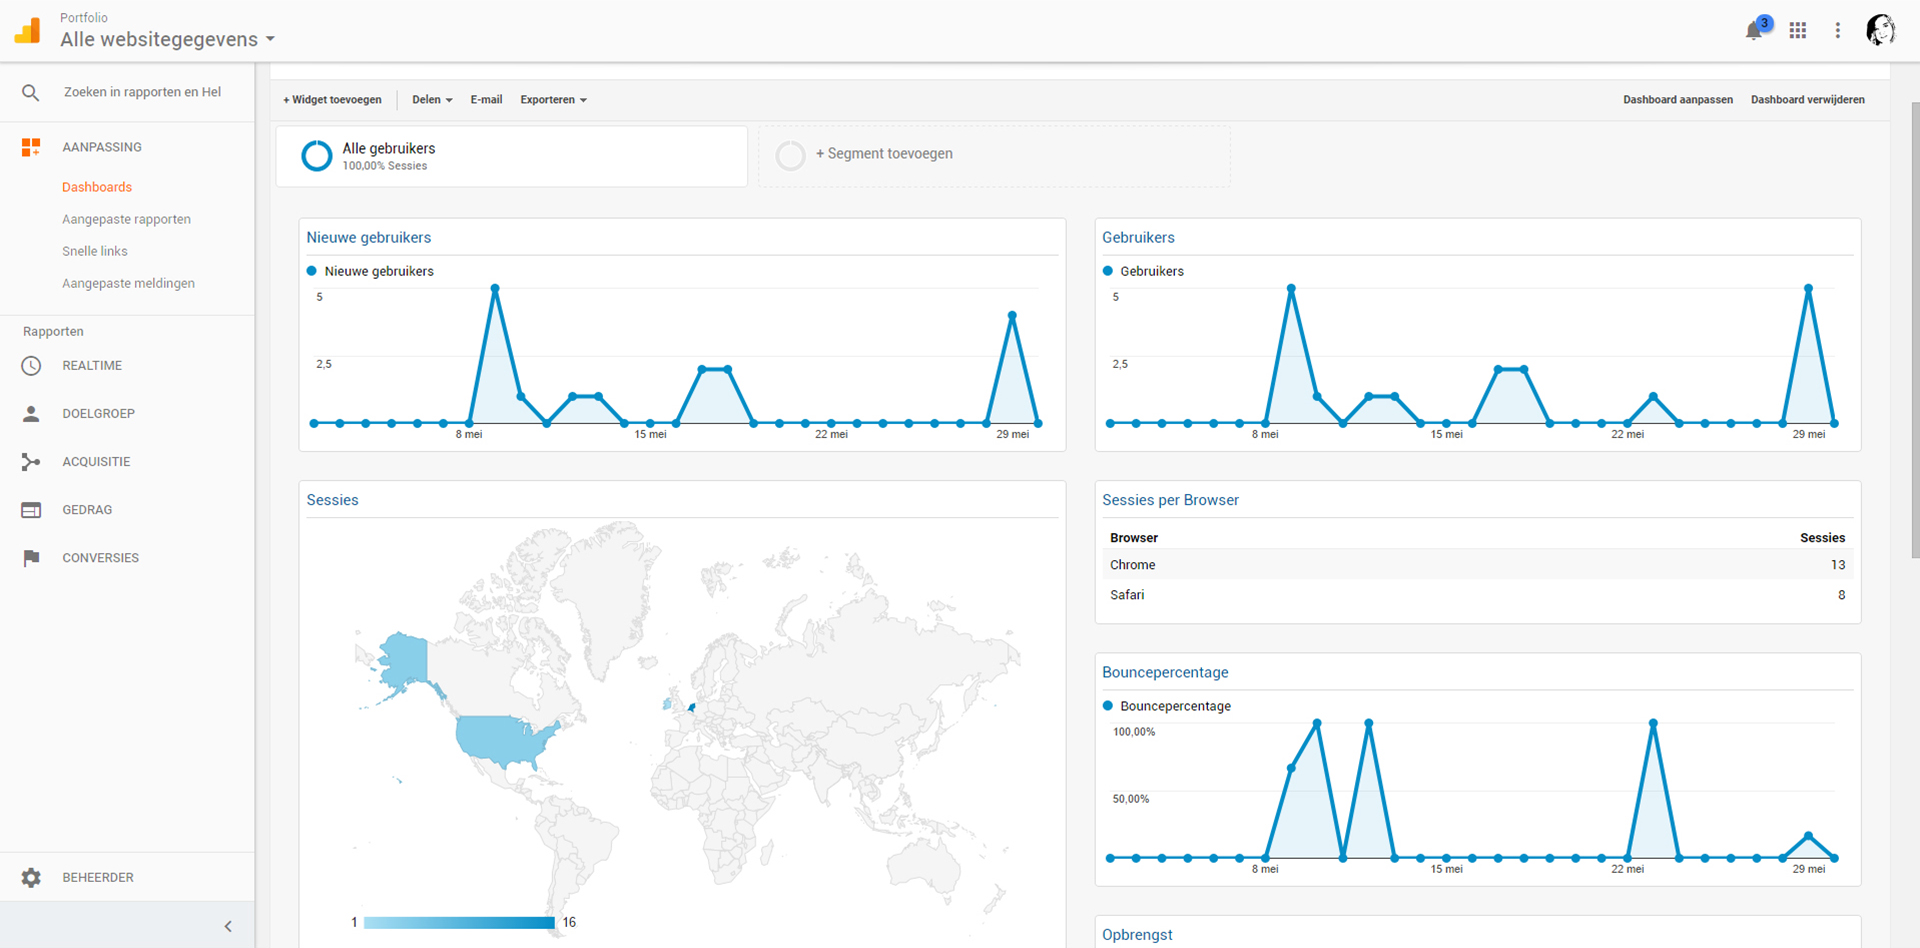 Portfolio
Alle websitegegevens
3
Zoeken in rapporten en Hel
AANPASSING
Dashboards
Aangepaste rapporten
Snelle links
Aangepaste meldingen
Rapporten
REALTIME
DOELGROEP
ACQUISITIE
GEDRAG
CONVERSIES
BEHEERDER
+ Widget toevoegen
Delen
E-mail
Exporteren
Dashboard aanpassen
Dashboard verwijderen
Alle gebruikers
100,00% Sessies
+ Segment toevoegen
Nieuwe gebruikers
Nieuwe gebruikers
5
2,5
8 mei
15 mei
22 mei
29 mei
Gebruikers
Gebruikers
5
2,5
8 mei
15 mei
22 mei
29 mei
Sessies
1
16
Sessies per Browser
Browser Sessies
Chrome 13
Safari 8
Bouncepercentage
Bouncepercentage
100,00%
50,00%
8 mei
15 mei
22 mei
29 mei
Opbrengst